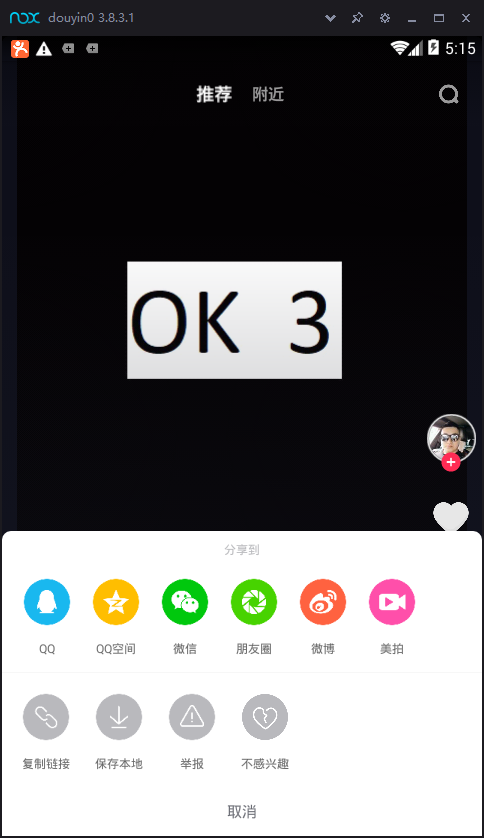 nox douyin0 3.8.3.1
5:15
推荐 附近
OK 3
分享到
QQ QQ空间 微信 朋友圈 微博 美拍
复制链接 保存本地 举报 不感兴趣
取消